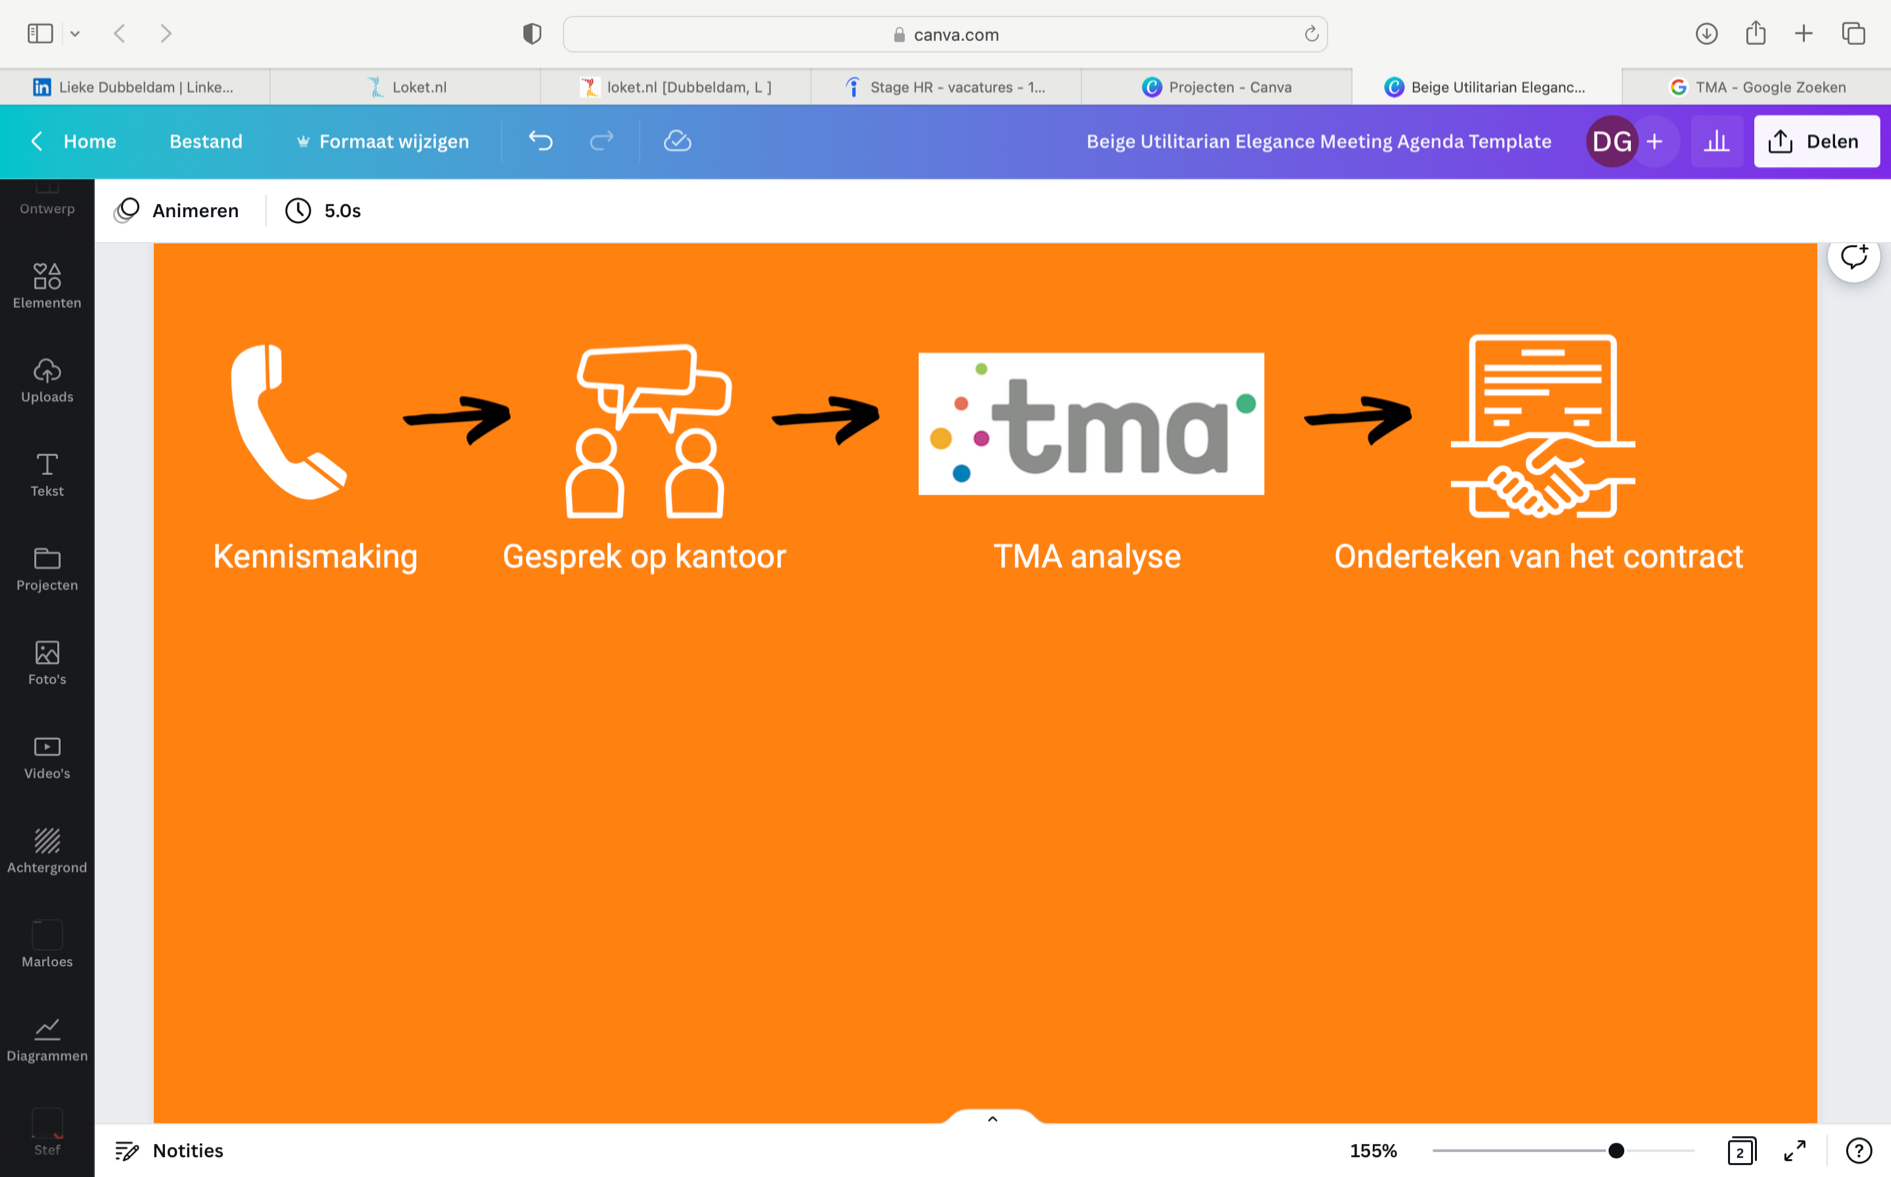 canva.com
Lieke Dubbeldam | Linke...
Loket.nl
loket.nl [Dubbeldam, L ]
Stage HR - vacatures - 1...
Projecten - Canva
Beige Utilitarian Eleganc...
TMA - Google Zoeken
Home
Bestand
Formaat wijzigen
Beige Utilitarian Elegance Meeting Agenda Template
DG
Delen
Ontwerp
Animeren
5.0s
Elementen
Uploads
Tekst
Projecten
Foto's
Video's
Achtergrond
Marloes
Diagrammen
Stef
tma
Kennismaking
Gesprek op kantoor
TMA analyse
Onderteken van het contract
Notities
155%
2